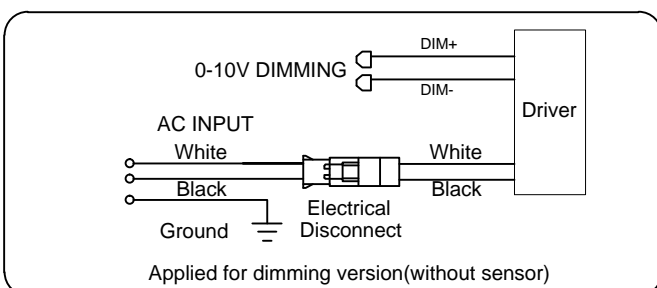 DIM+
0-10V DIMMING
DIM-
Driver
AC INPUT
White
White
Black
Black
Electrical
Disconnect
Ground
Applied for dimming version(without sensor)